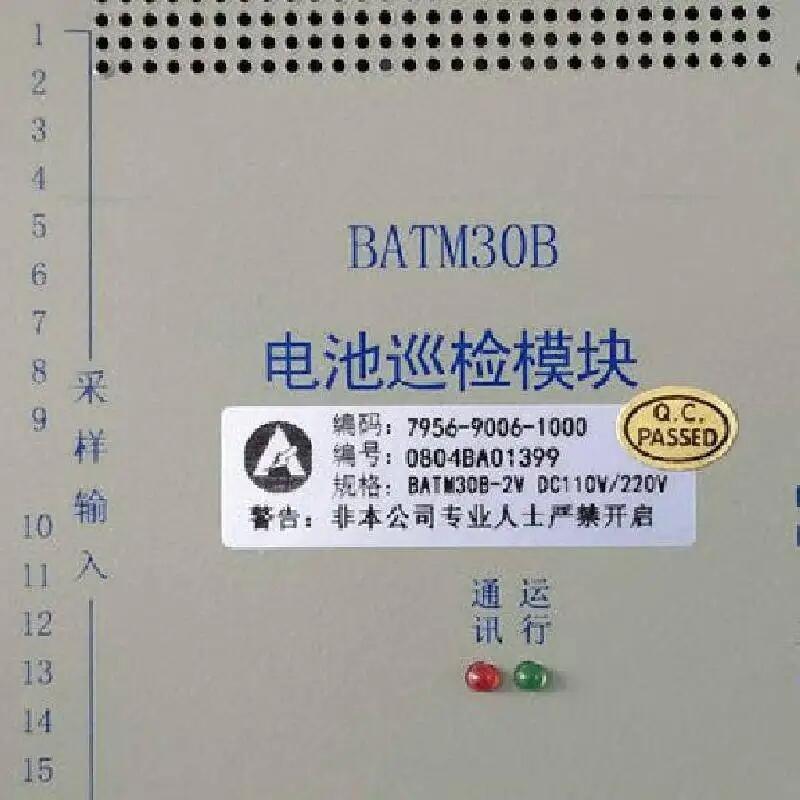 1
2
3
4
5
6
7
8
9
10
11
12
13
14
15
采样输入
BATM30B
电池巡检模块
编码：7956-9006-1000
编号：0804BA01399
规格：BATM30B-2V DC110V/220V
警告：非本公司专业人士严禁开启
Q.C.
PASSED
通讯 运行